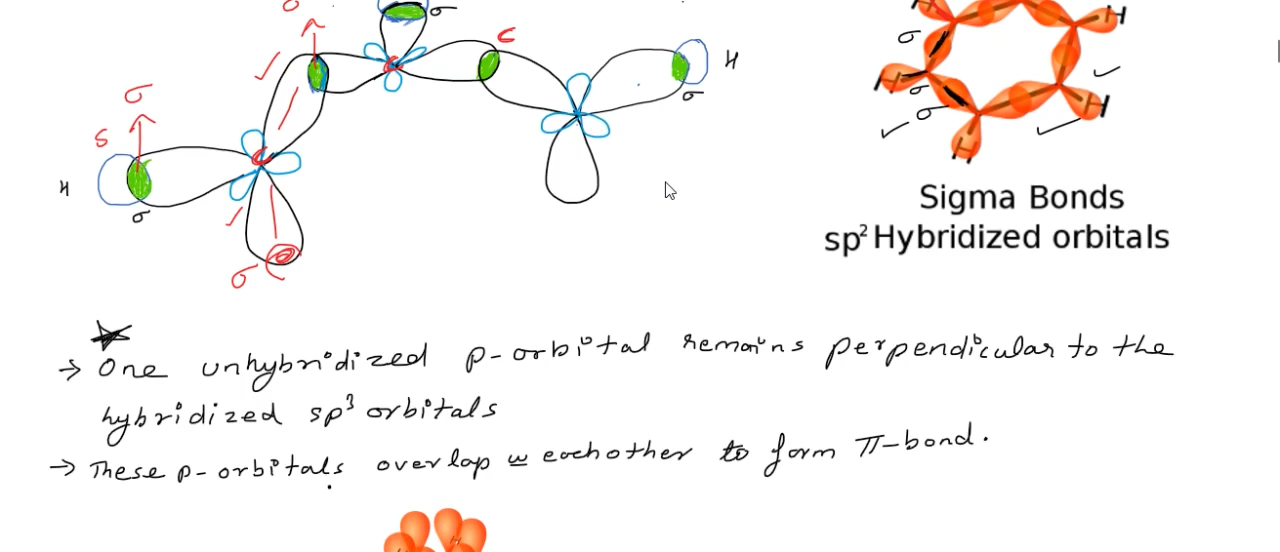 σ
C
H
σ
σ
σ
H
H
σ
H
σ
σ
C
σ
S
C
H
H
σ
σ
Sigma Bonds
sp² Hybridized orbitals
→ One unhybridized p-orbital remains perpendicular to the
hybridized sp³ orbitals
→ These p-orbitals overlap w eachother to form π-bond.